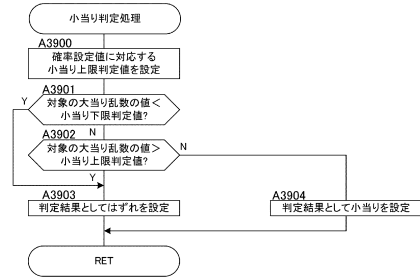 小当り判定処理
A3900
確率設定値に対応する
小当り上限判定値を設定
A3901
対象の大当り乱数の値<
小当り下限判定値?
Y
N
A3902
対象の大当り乱数の値>
小当り上限判定値?
N
Y
A3903
判定結果としてはずれを設定
A3904
判定結果として小当りを設定
RET